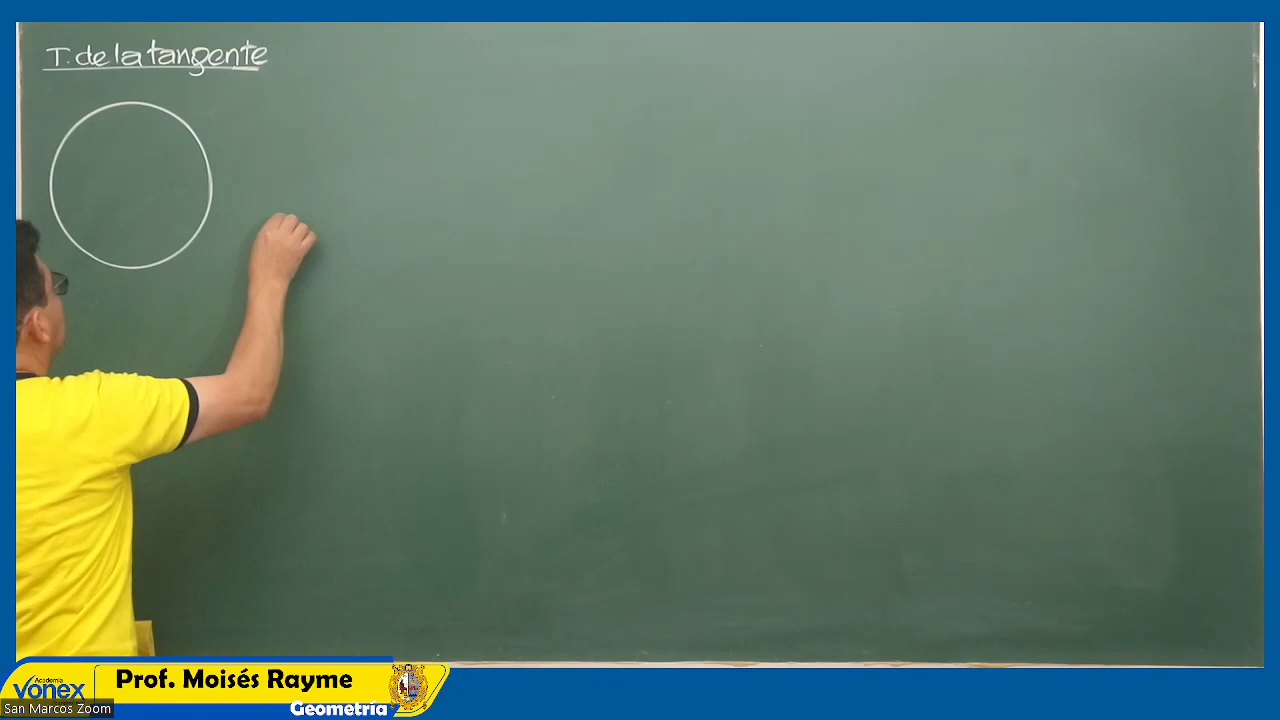 T. de la tangente
Academia
vonex
Prof. Moisés Rayme
Geometría
San Marcos Zoom